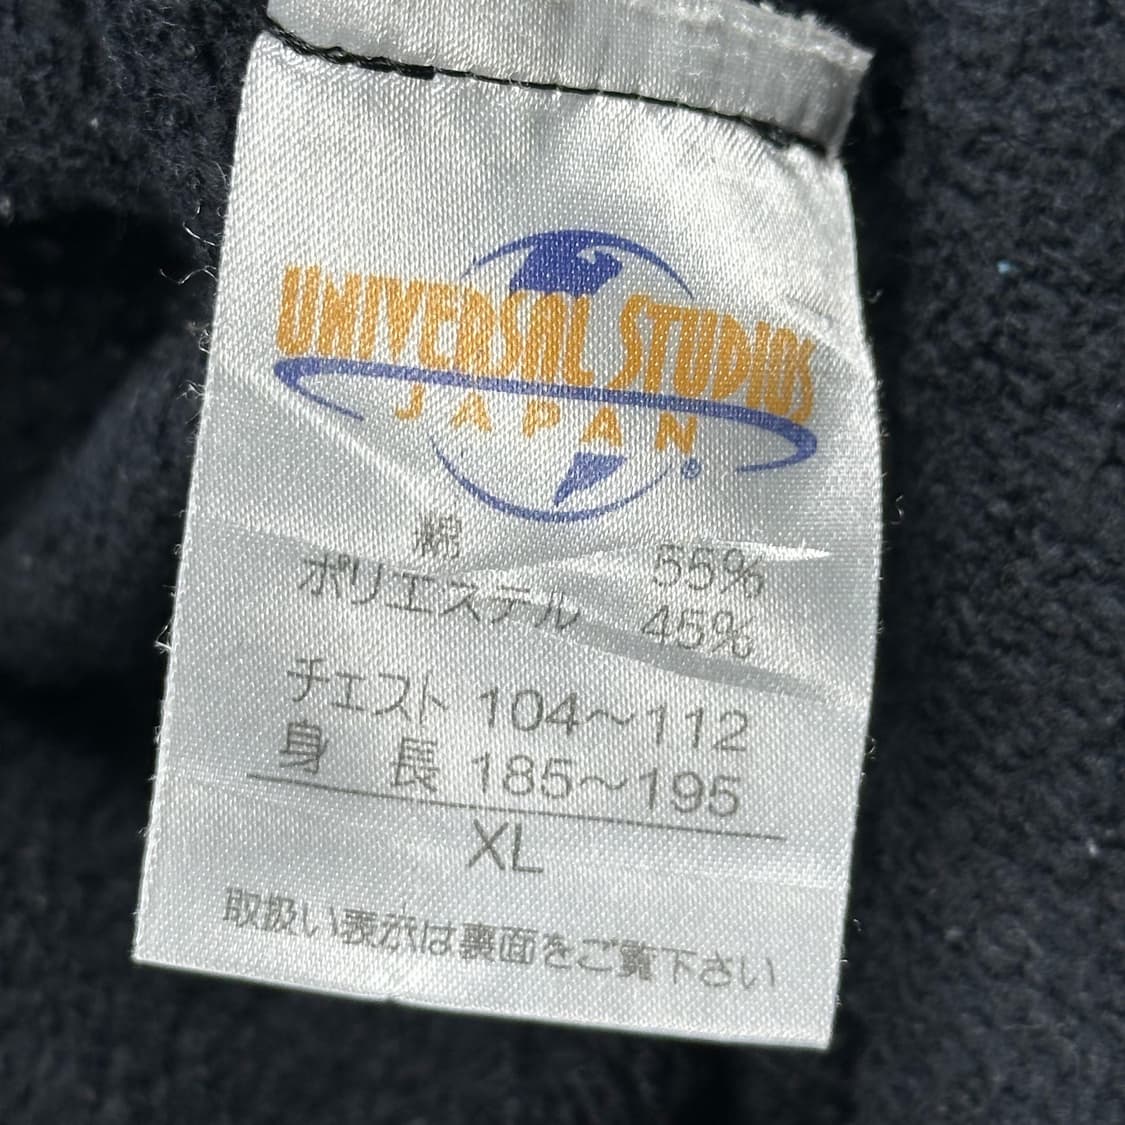 UNIVERSAL STUDIOS
JAPAN®
綿 55%
ポリエステル 45%
チェスト 104〜112
身 長 185〜195
XL
取扱い表示は裏面をご覧下さい